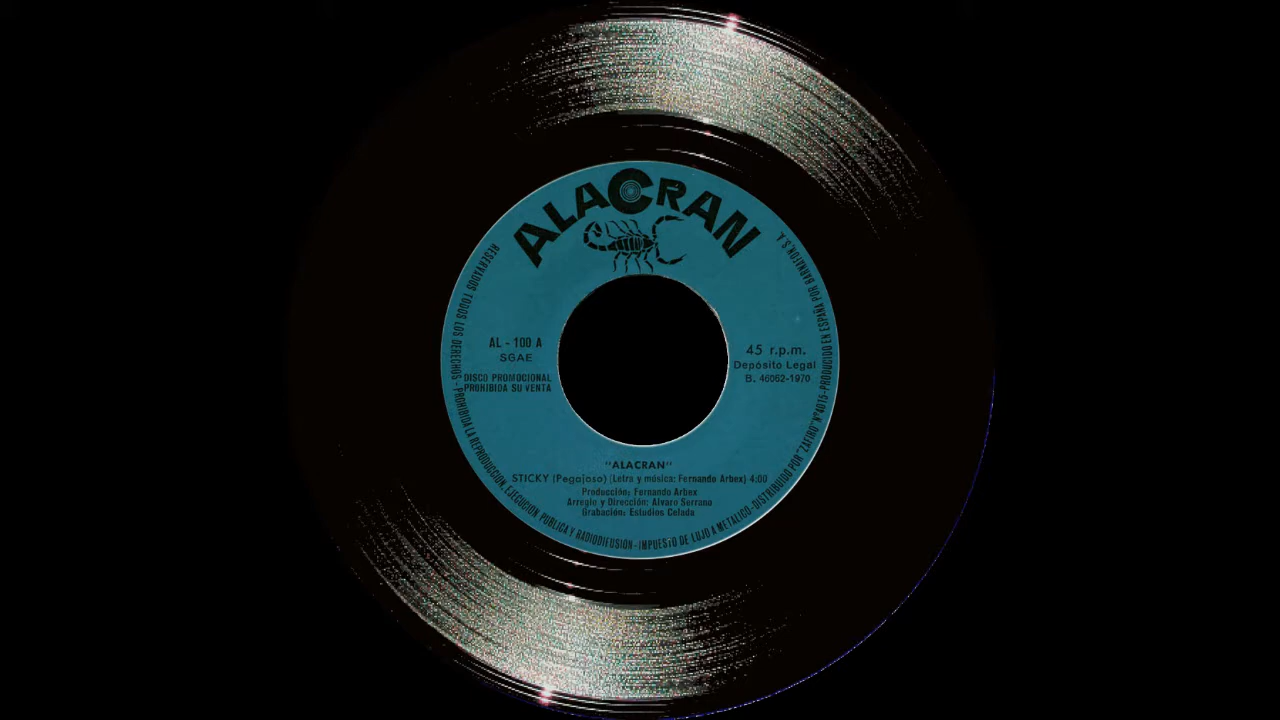 ALACRAN
AL - 100 A
SGAE
DISCO PROMOCIONAL
PROHIBIDA SU VENTA
45 r.p.m.
Depósito Legal
B. 46062-1970
"ALACRAN"
STICKY (Pegajoso) (Letra y música: Fernando Arbex) 4:00
Producción: Fernando Arbex
Arreglo y Dirección: Alvaro Serrano
Grabación: Estudios Celada
RESERVADOS TODOS LOS DERECHOS - PROHIBIDA LA REPRODUCCION, EJECUCION PUBLICA Y RADIODIFUSION - IMPUESTO DE LUJO A METALICO - DISTRIBUIDO POR "ZAFIRO" Nº 4015 - PRODUCIDO EN ESPAÑA POR BARNAFON S.A.